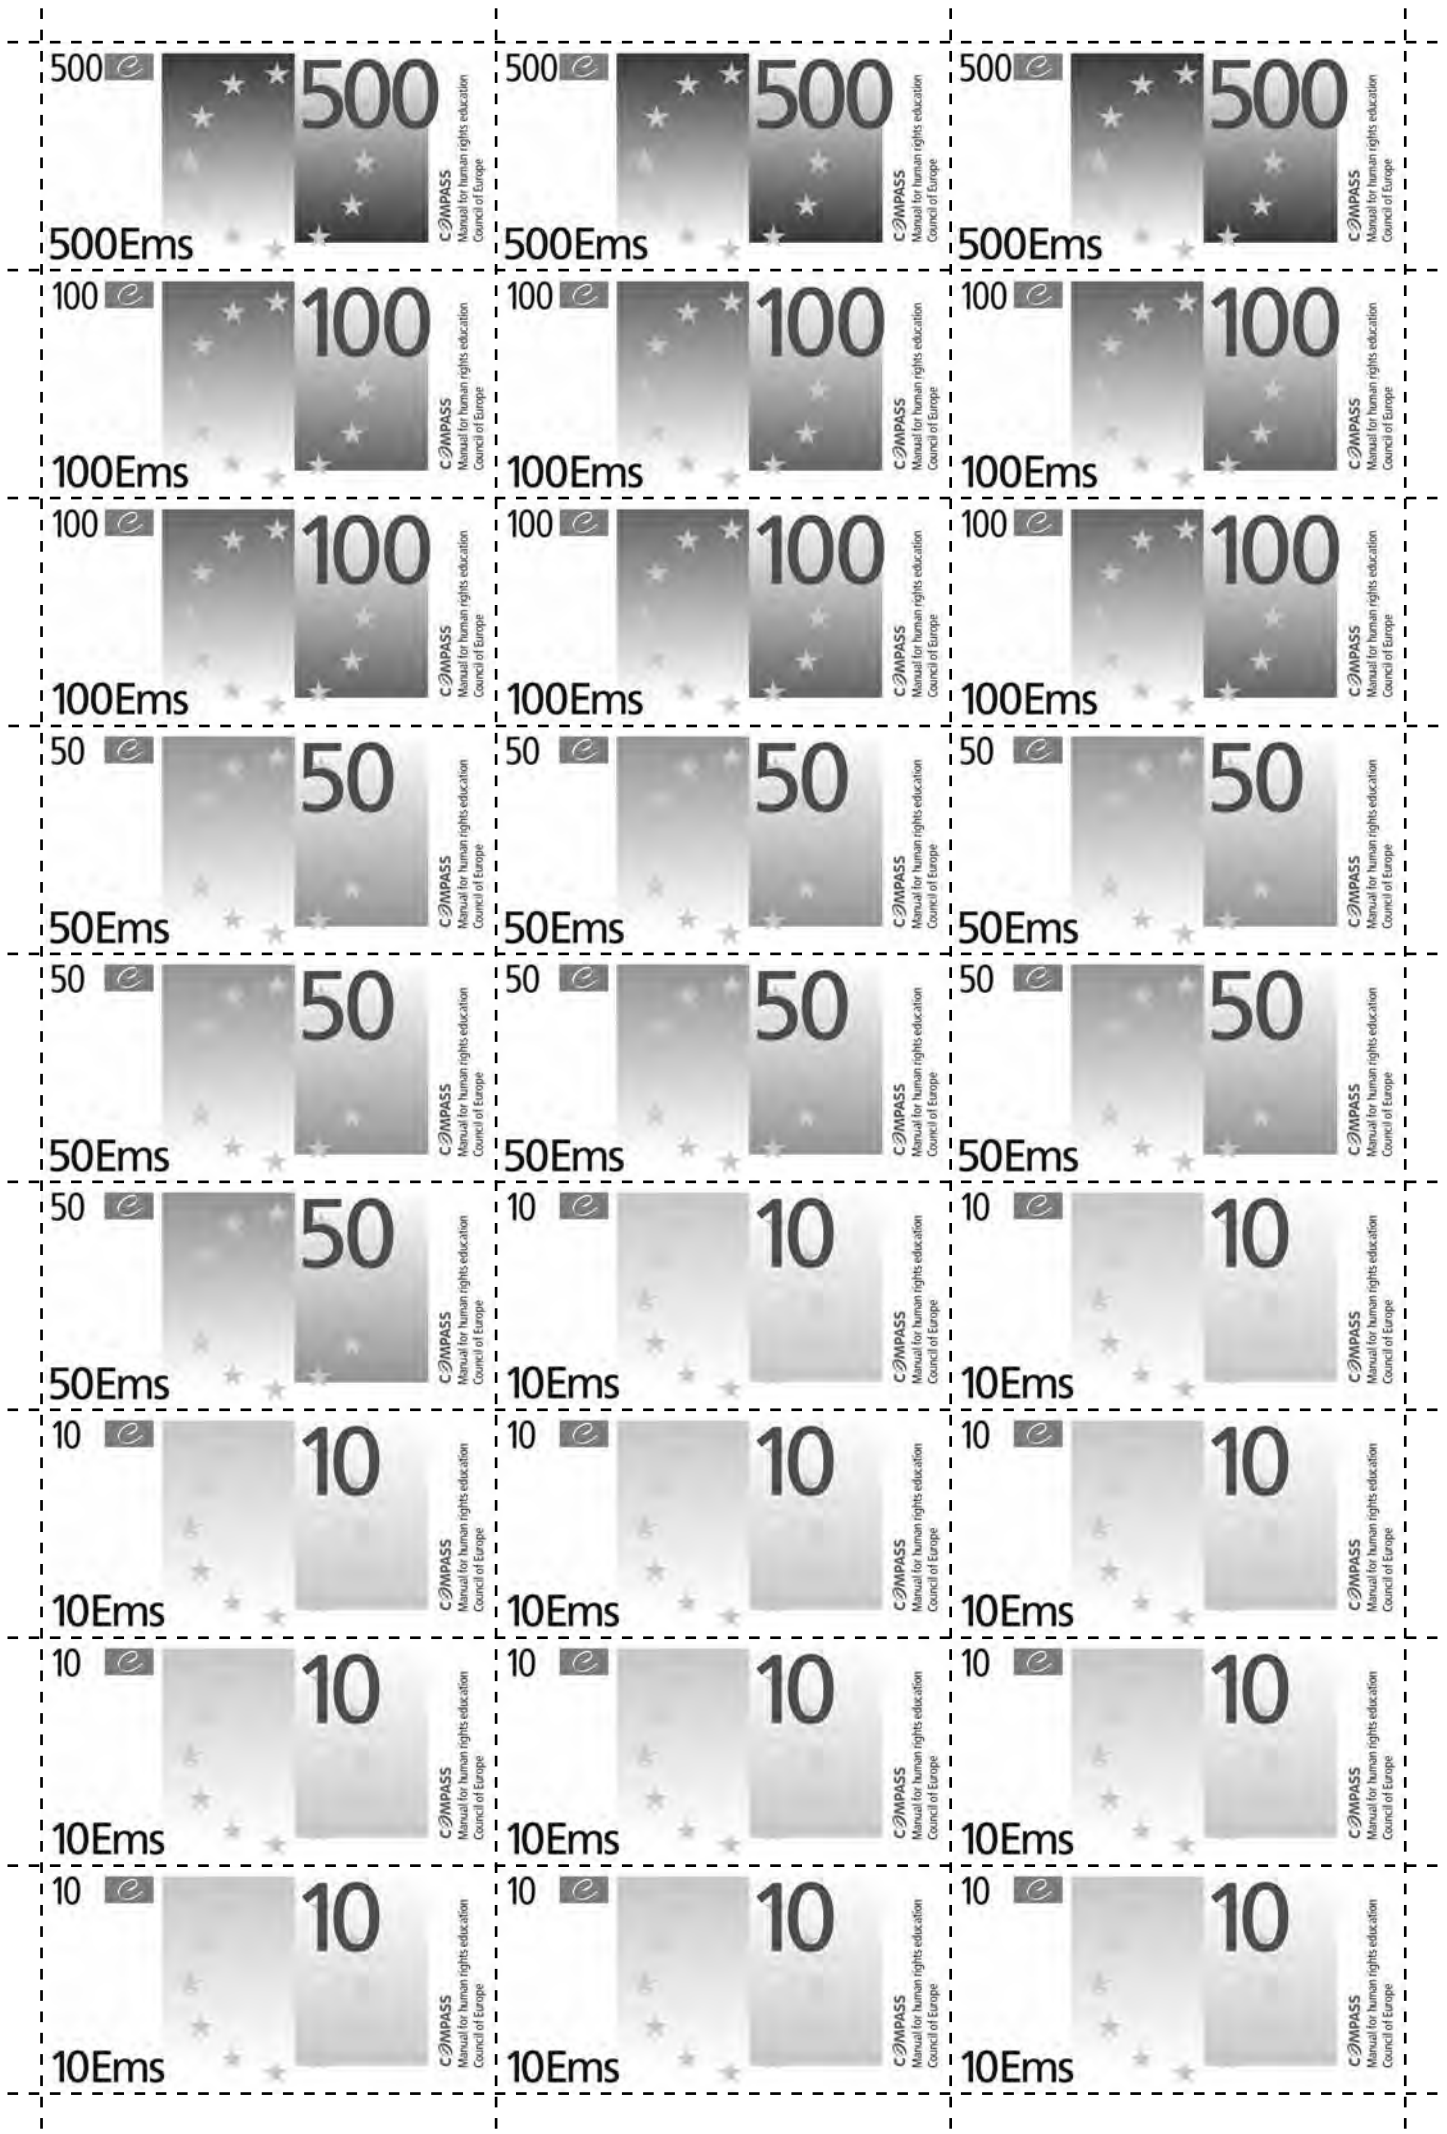 500 500
500Ems
COMPASS
Manual for human rights education
Council of Europe
500 500
500Ems
COMPASS
Manual for human rights education
Council of Europe
500 500
500Ems
COMPASS
Manual for human rights education
Council of Europe
100 100
100Ems
COMPASS
Manual for human rights education
Council of Europe
100 100
100Ems
COMPASS
Manual for human rights education
Council of Europe
100 100
100Ems
COMPASS
Manual for human rights education
Council of Europe
100 100
100Ems
COMPASS
Manual for human rights education
Council of Europe
100 100
100Ems
COMPASS
Manual for human rights education
Council of Europe
100 100
100Ems
COMPASS
Manual for human rights education
Council of Europe
50 50
50Ems
COMPASS
Manual for human rights education
Council of Europe
50 50
50Ems
COMPASS
Manual for human rights education
Council of Europe
50 50
50Ems
COMPASS
Manual for human rights education
Council of Europe
50 50
50Ems
COMPASS
Manual for human rights education
Council of Europe
50 50
50Ems
COMPASS
Manual for human rights education
Council of Europe
50 50
50Ems
COMPASS
Manual for human rights education
Council of Europe
50 50
50Ems
COMPASS
Manual for human rights education
Council of Europe
10 10
10Ems
COMPASS
Manual for human rights education
Council of Europe
10 10
10Ems
COMPASS
Manual for human rights education
Council of Europe
10 10
10Ems
COMPASS
Manual for human rights education
Council of Europe
10 10
10Ems
COMPASS
Manual for human rights education
Council of Europe
10 10
10Ems
COMPASS
Manual for human rights education
Council of Europe
10 10
10Ems
COMPASS
Manual for human rights education
Council of Europe
10 10
10Ems
COMPASS
Manual for human rights education
Council of Europe
10 10
10Ems
COMPASS
Manual for human rights education
Council of Europe
10 10
10Ems
COMPASS
Manual for human rights education
Council of Europe
10 10
10Ems
COMPASS
Manual for human rights education
Council of Europe
10 10
10Ems
COMPASS
Manual for human rights education
Council of Europe